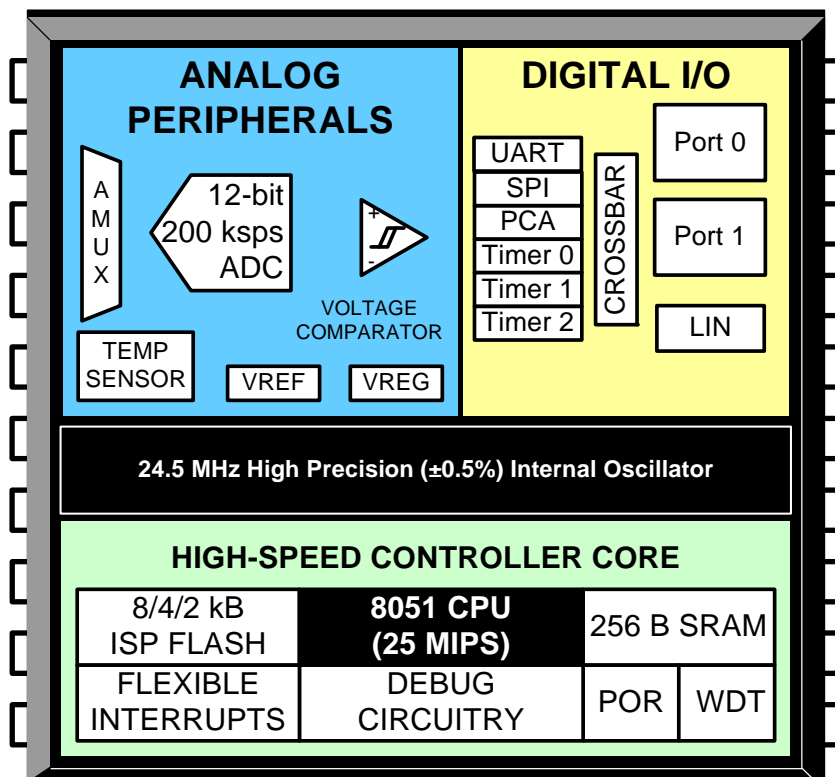 ANALOG
PERIPHERALS
A
M
U
X
12-bit
200 ksps
ADC
+
-
VOLTAGE
COMPARATOR
TEMP
SENSOR
VREF
VREG
DIGITAL I/O
UART
SPI
PCA
Timer 0
Timer 1
Timer 2
CROSSBAR
Port 0
Port 1
LIN
24.5 MHz High Precision (±0.5%) Internal Oscillator
HIGH-SPEED CONTROLLER CORE
8/4/2 kB
ISP FLASH
8051 CPU
(25 MIPS)
256 B SRAM
FLEXIBLE
INTERRUPTS
DEBUG
CIRCUITRY
POR
WDT